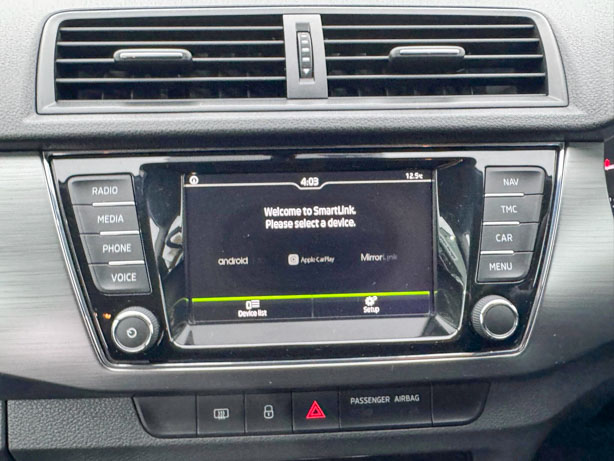 4:03
12.5°C
RADIO
MEDIA
PHONE
VOICE
Welcome to SmartLink.
Please select a device.
android
Apple CarPlay
MirrorLink
Device list
Setup
NAV
TMC
CAR
MENU
PASSENGER AIRBAG